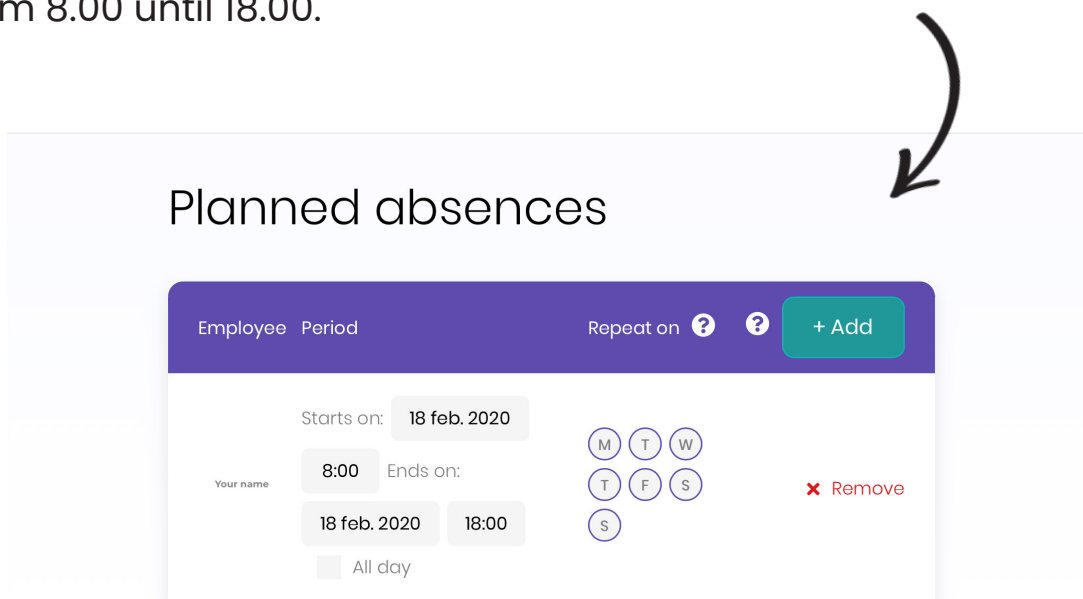 m 8.00 until 18.00.
Planned absences
Employee Period Repeat on ? ? + Add
Starts on: 18 feb. 2020
8:00 Ends on:
18 feb. 2020 18:00
All day
Your name
M T W
T F S
S
× Remove